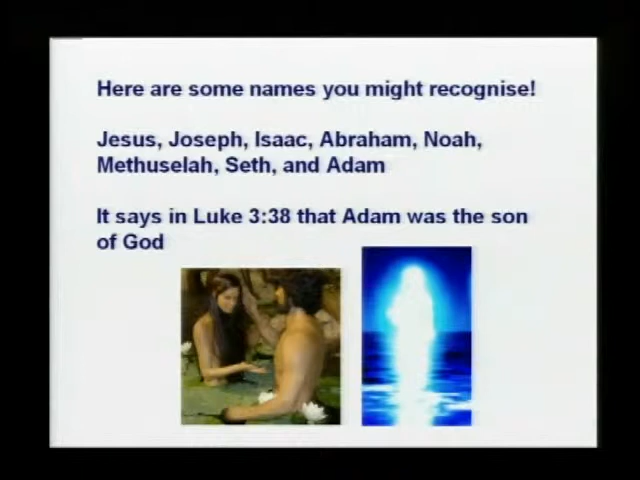 Here are some names you might recognise!
Jesus, Joseph, Isaac, Abraham, Noah,
Methuselah, Seth, and Adam
It says in Luke 3:38 that Adam was the son
of God